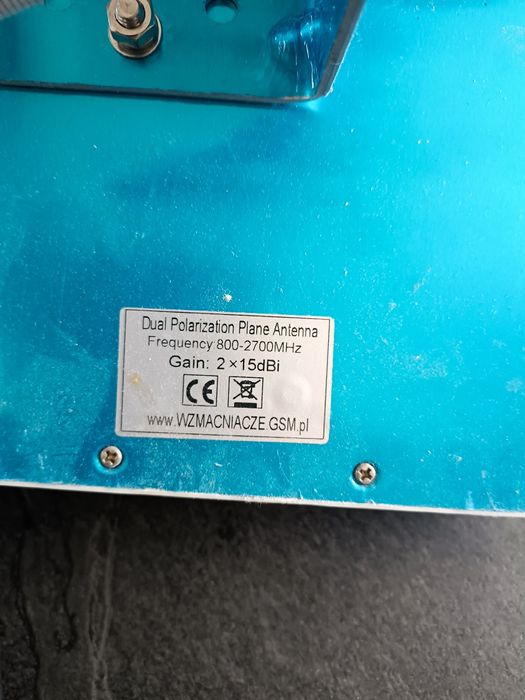 Dual Polarization Plane Antenna
Frequency:800-2700MHz
Gain: 2×15dBi
CE
www.WZMACNIACZE.GSM.pl